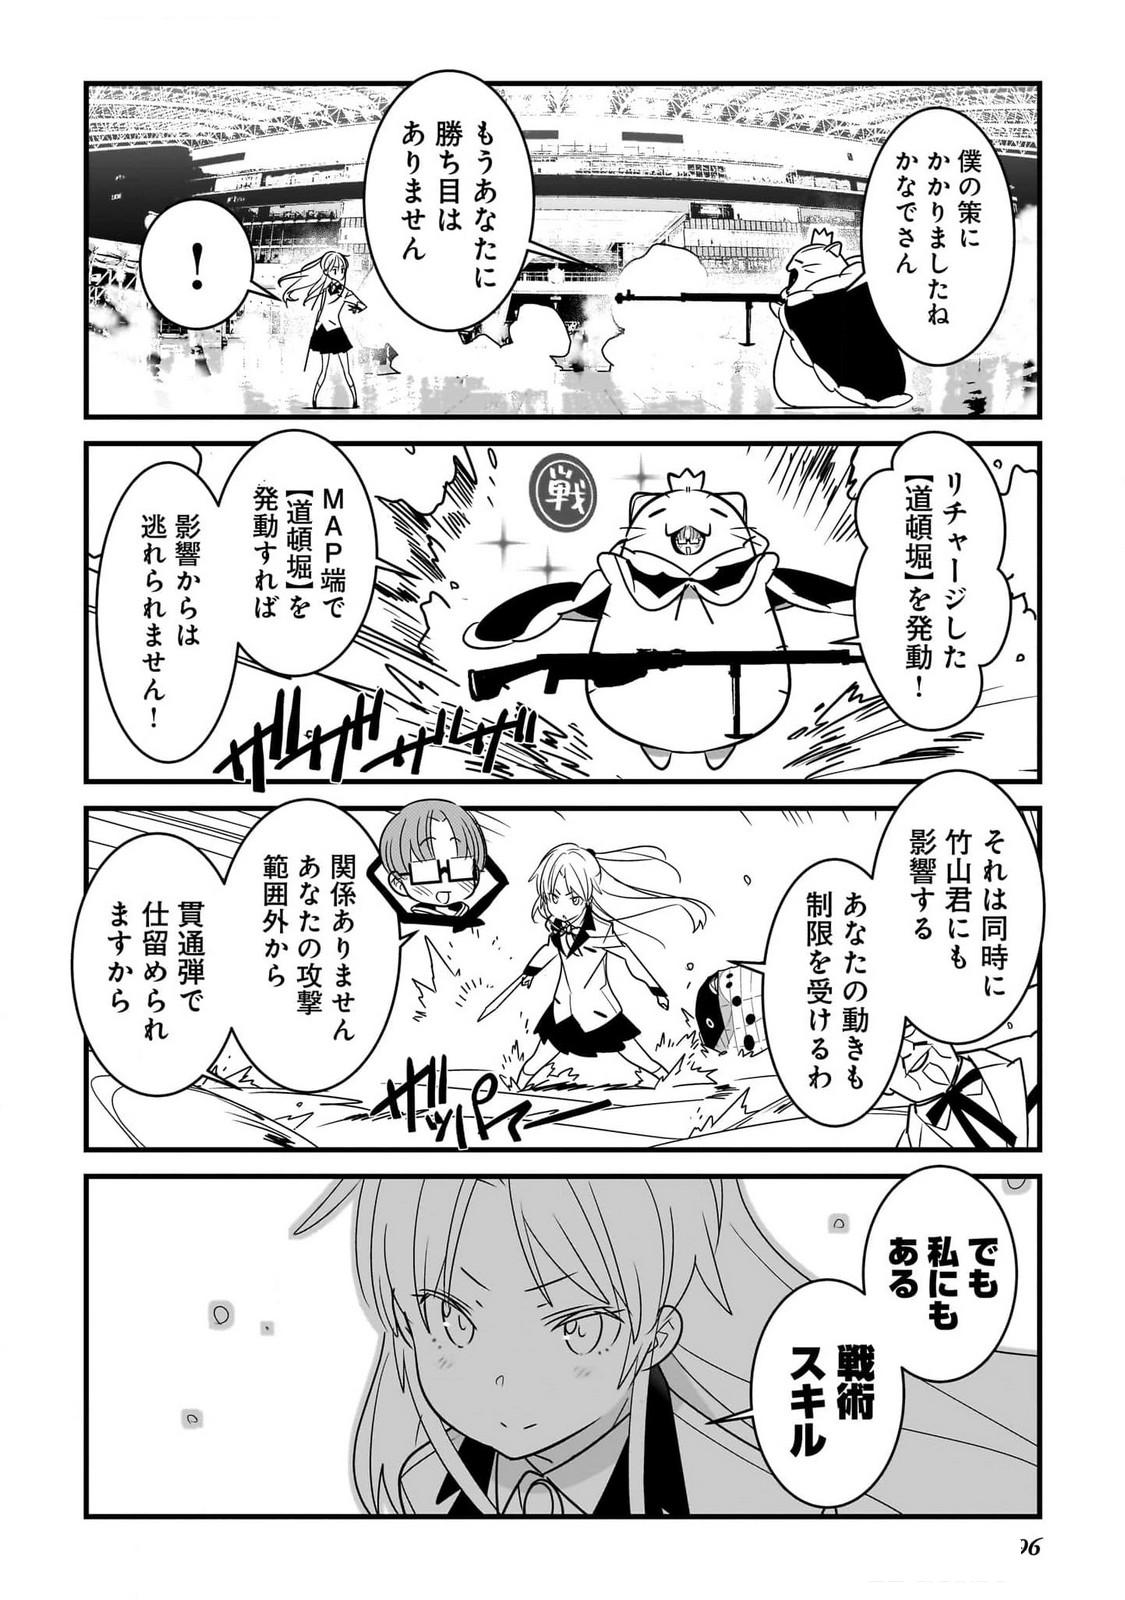 僕の策に
かかりましたね
かなでさん
もうあなたに
勝ち目は
ありません
！
リチャージした
【道頓堀】を発動！
戦
MAP端で
【道頓堀】を
発動すれば
影響からは
逃れられません！
ザザザザ
それは同時に
竹山君にも
影響する
あなたの動きも
制限を受けるわ
関係ありません
あなたの攻撃
範囲外から
貫通弾で
仕留められ
ますから
ザッパァー
でも
私にも
ある
戦術
スキル
96